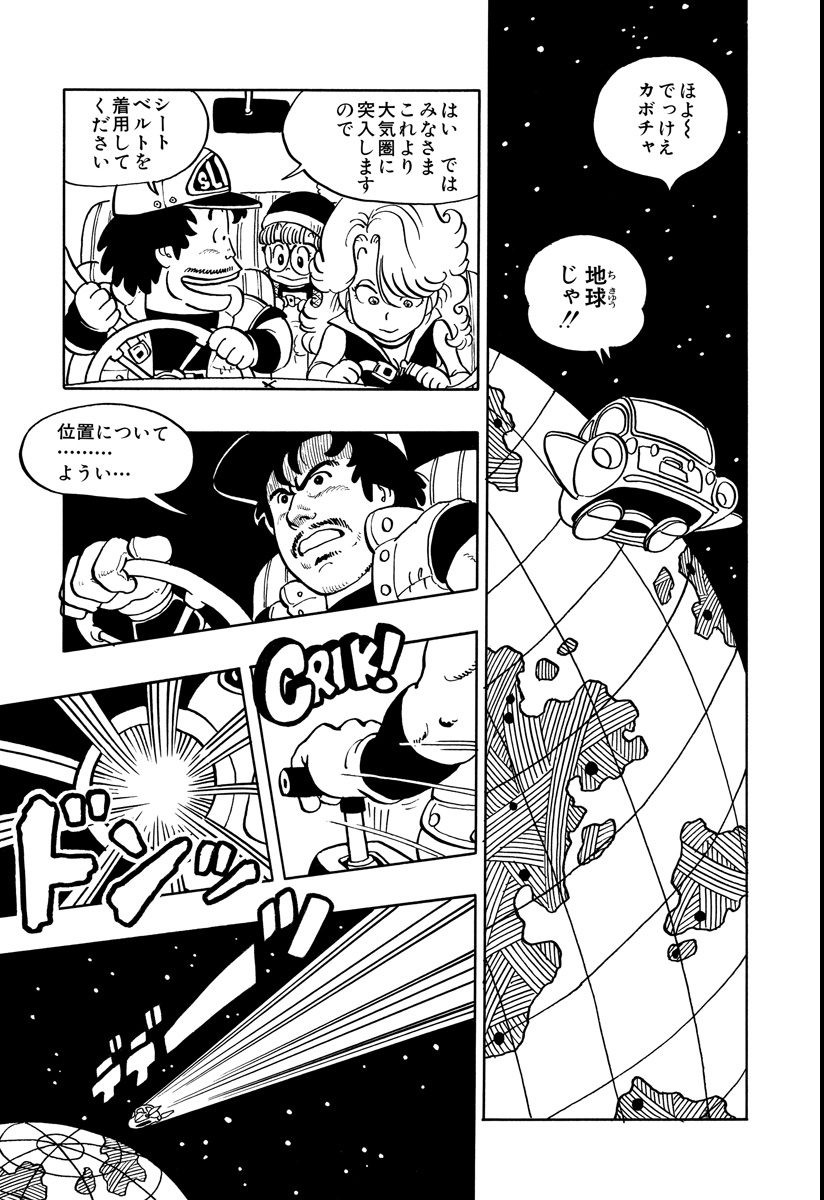 ほよ〜
でっけえ
カボチャ
地球
ちきゅう
じゃ!!
はい では
みなさま
これより
大気圏に
突入します
ので
シート
ベルトを
着用して
ください
SL
位置について
………
ようい…
CRIK!
ドンッ
ドドドッ